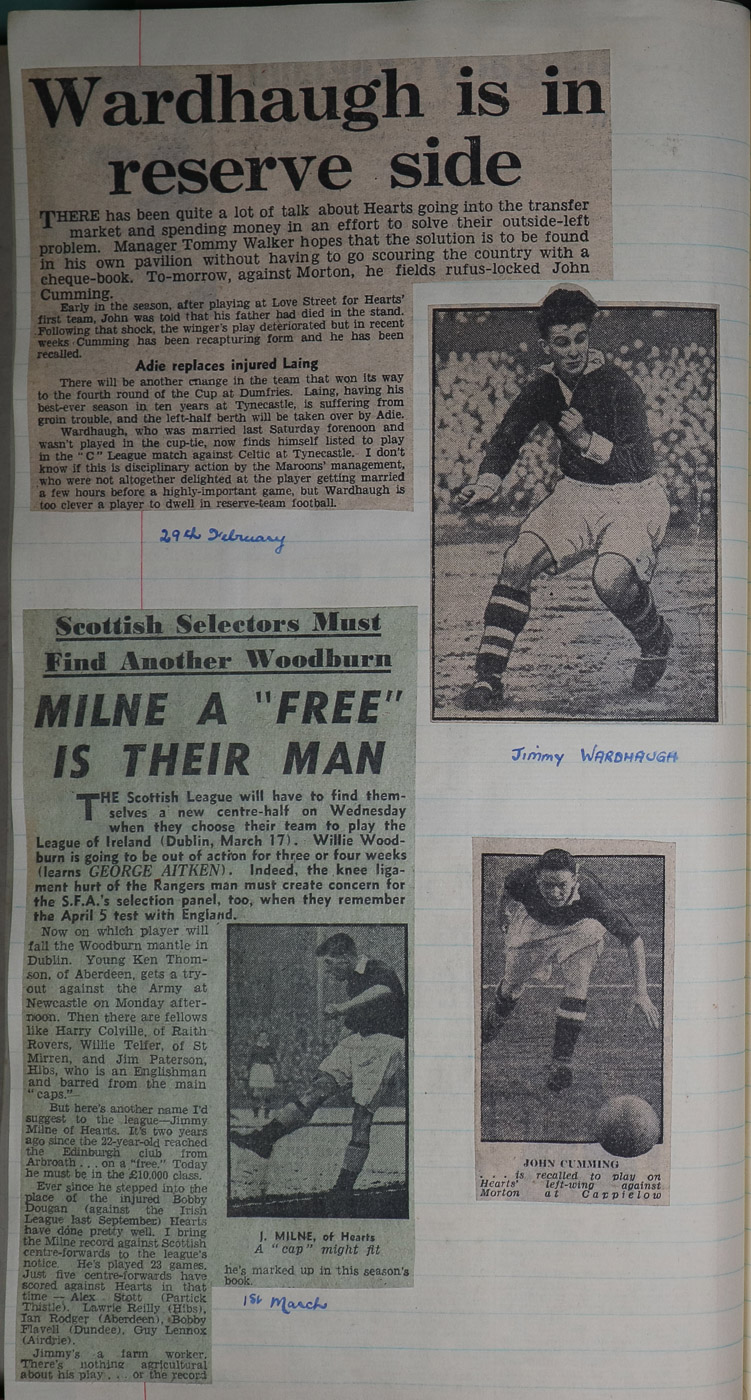 Wardhaugh is in
reserve side
THERE has been quite a lot of talk about Hearts going into the transfer
market and spending money in an effort to solve their outside-left
problem. Manager Tommy Walker hopes that the solution is to be found
in his own pavilion without having to go scouring the country with a
cheque-book. To-morrow, against Morton, he fields rufus-locked John
Cumming.
Early in the season, after playing at Love Street for Hearts'
first team, John was told that his father had died in the stand.
Following that shock, the winger's play deteriorated but in recent
weeks Cumming has been recapturing form and he has been
recalled.
Adie replaces injured Laing
There will be another change in the team that won its way
to the fourth round of the Cup at Dumfries. Laing, having his
best-ever season in ten years at Tynecastle, is suffering from
groin trouble, and the left-half berth will be taken over by Adie.
Wardhaugh, who was married last Saturday forenoon and
wasn't played in the cup-tie, now finds himself listed to play
in the "C" League match against Celtic at Tynecastle. I don't
know if this is disciplinary action by the Maroons' management,
who were not altogether delighted at the player getting married
a few hours before a highly-important game, but Wardhaugh is
too clever a player to dwell in reserve-team football.
29th February
Jimmy WARDHAUGH
Scottish Selectors Must
Find Another Woodburn
MILNE A "FREE"
IS THEIR MAN
THE Scottish League will have to find them-
selves a new centre-half on Wednesday
when they choose their team to play the
League of Ireland (Dublin, March 17). Willie Wood-
burn is going to be out of action for three or four weeks
(learns GEORGE AITKEN). Indeed, the knee liga-
ment hurt of the Rangers man must create concern for
the S.F.A.'s selection panel, too, when they remember
the April 5 test with England.
Now on which player will
fall the Woodburn mantle in
Dublin. Young Ken Thom-
son, of Aberdeen, gets a try-
out against the Army at
Newcastle on Monday after-
noon. Then there are fellows
like Harry Colville, of Raith
Rovers, Willie Telfer, of St
Mirren, and Jim Paterson,
Hibs, who is an Englishman
and barred from the main
"caps."
But here's another name I'd
suggest to the league—Jimmy
Milne of Hearts. It's two years
ago since the 22-year-old reached
the Edinburgh club from
Arbroath . . . on a "free." Today
he must be in the £10,000 class.
Ever since he stepped into the
place of the injured Bobby
Dougan (against the Irish
League last September) Hearts
have done pretty well. I bring
the Milne record against Scottish
centre-forwards to the league's
notice. He's played 23 games.
Just five centre-forwards have
scored against Hearts in that
time — Alex Stott (Partick
Thistle), Lawrie Reilly (Hibs),
Ian Rodger (Aberdeen), Bobby
Flavell (Dundee), Guy Lennox
(Airdrie).
Jimmy's a farm worker.
There's nothing agricultural
about his play . . . or the record
J. MILNE, of Hearts
A "cap" might fit
he's marked up in this season's
book.
1st March
JOHN CUMMING
. . . is recalled to play on
Hearts' left-wing against
Morton at Cappielow